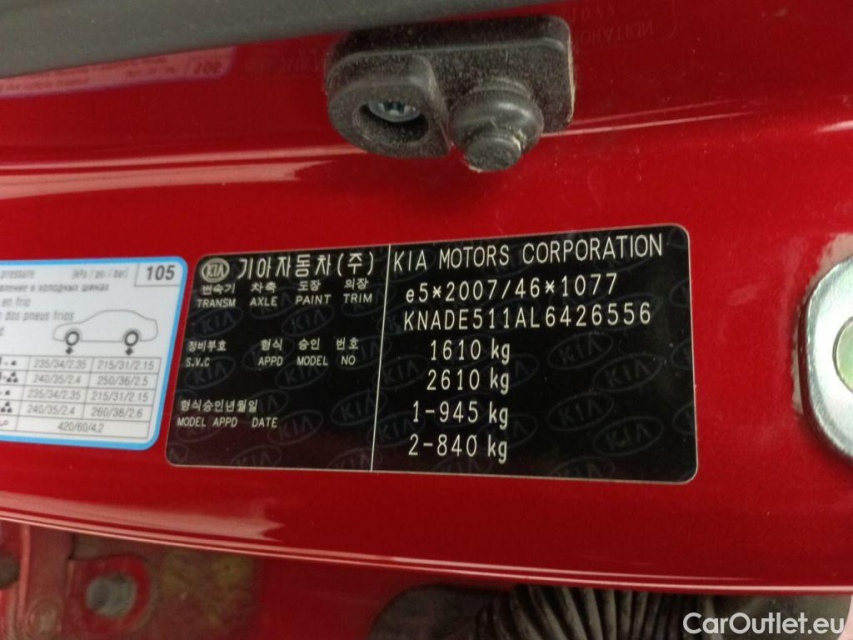 pressure (kPa / psi / bar) 105
235/34/2.35 215/31/2.15
240/35/2.4 250/36/2.5
235/34/2.35 215/31/2.15
240/35/2.4 260/38/2.6
420/60/4.2
KIA 기아자동차(주)
변속기 차축 도장 의장
TRANSM AXLE PAINT TRIM
정비부호 형식 승인 번호
S.V.C APPD MODEL NO
형식승인년월일
MODEL APPD DATE
KIA MOTORS CORPORATION
e5*2007/46*1077
KNADE511AL6426556
1610 kg
2610 kg
1-945 kg
2-840 kg
CarOutlet.eu